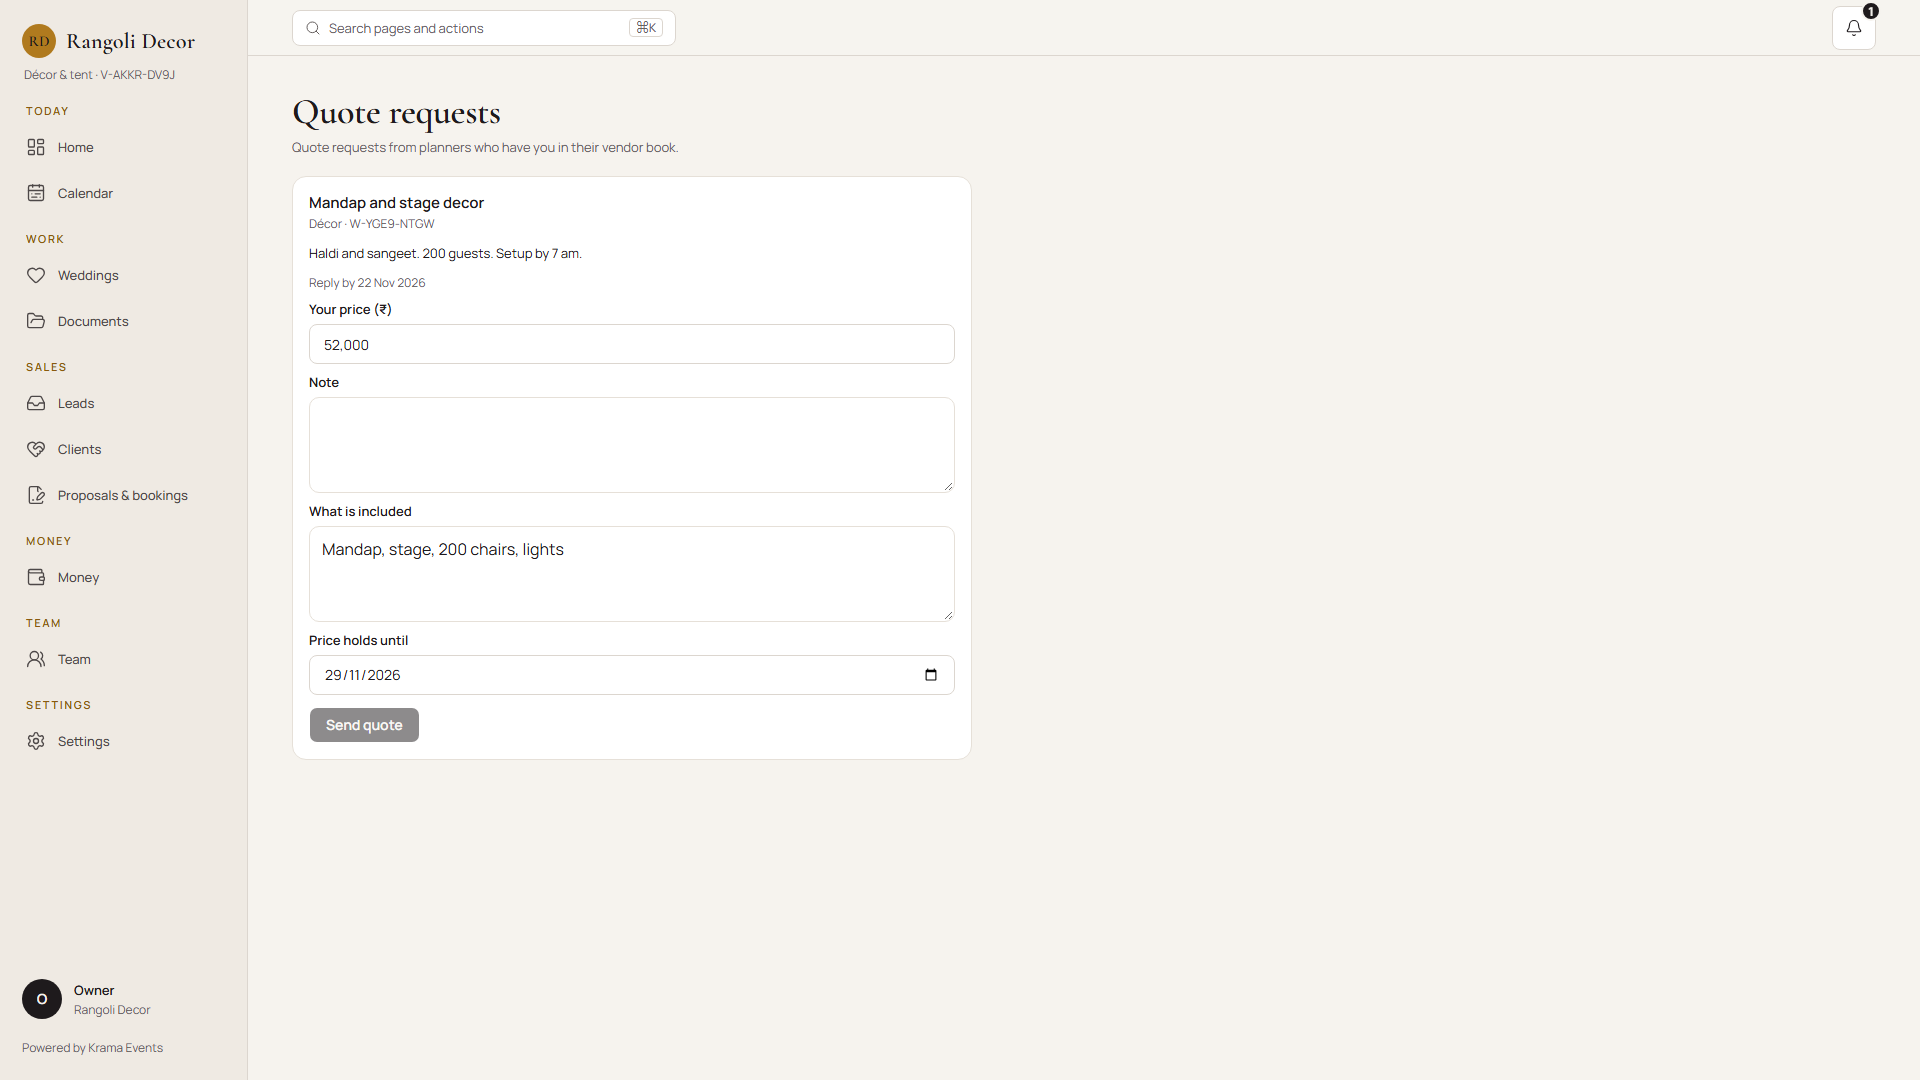 RD Rangoli Decor
Décor & tent · V-AKKR-DV9J
TODAY
Home
Calendar
WORK
Weddings
Documents
SALES
Leads
Clients
Proposals & bookings
MONEY
Money
TEAM
Team
SETTINGS
Settings
O
Owner
Rangoli Decor
Powered by Krama Events
Search pages and actions ⌘K
1
Quote requests
Quote requests from planners who have you in their vendor book.
Mandap and stage decor
Décor · W-YGE9-NTGW
Haldi and sangeet. 200 guests. Setup by 7 am.
Reply by 22 Nov 2026
Your price (₹)
52,000
Note
What is included
Mandap, stage, 200 chairs, lights
Price holds until
29/11/2026
Send quote